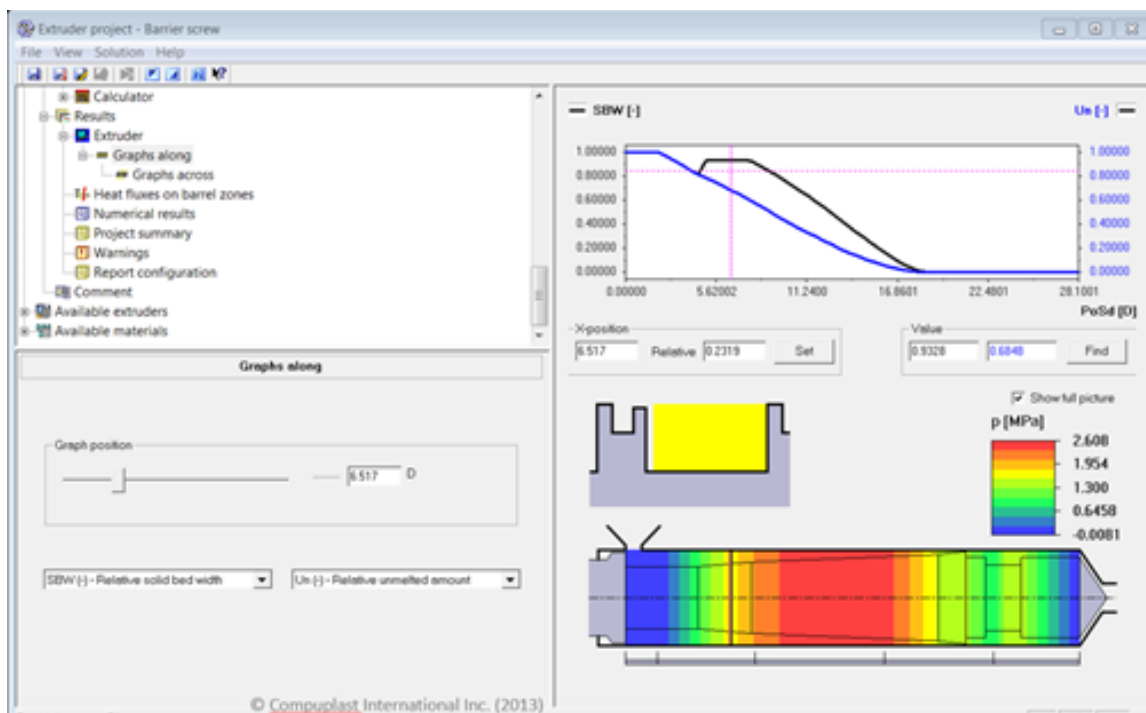 Extruder project - Barrier screw
File View Solution Help
Calculator
Results
Extruder
Graphs along
Graphs across
Heat fluxes on barrel zones
Numerical results
Project summary
Warnings
Report configuration
Comment
Available extruders
Available materials
Graphs along
Graph position
6.517 D
SBW (-) - Relative solid bed width
Un (-) - Relative unmelted amount
© Compuplast International Inc. (2013)
SBW [-] Un [-]
1.00000 1.00000
0.80000 0.80000
0.60000 0.60000
0.40000 0.40000
0.20000 0.20000
0.00000 0.00000
0.00000 5.62002 11.2400 16.8601 22.4801 28.1001
PoSd [D]
X-position
6.517 Relative 0.2319 Set
Value
0.9328 0.6848 Find
Show full picture
p [MPa]
2.608
1.954
1.300
0.6458
-0.0081